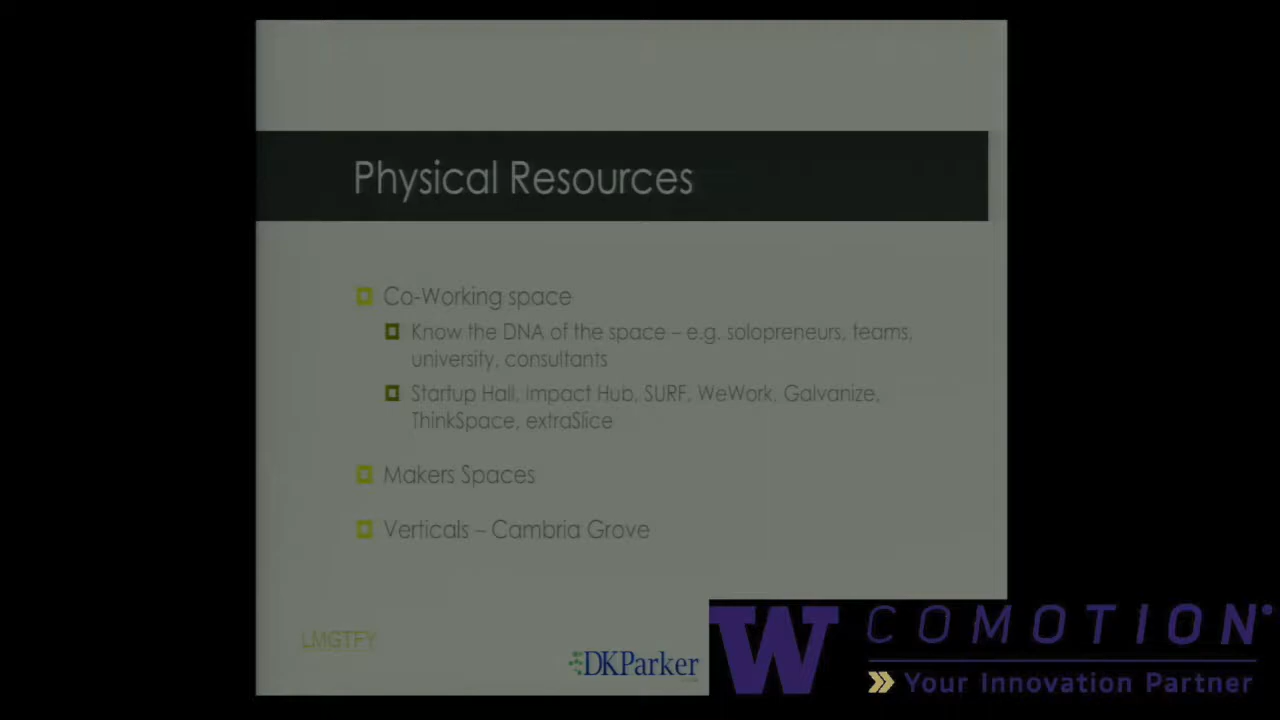 Physical Resources
Co-Working space
Know the DNA of the space – e.g. solopreneurs, teams,
university, consultants
Startup Hall, Impact Hub, SURF, WeWork, Galvanize,
ThinkSpace, extraSlice
Makers Spaces
Verticals – Cambria Grove
LMGTFY
DKParker
W COMOTION®
Your Innovation Partner